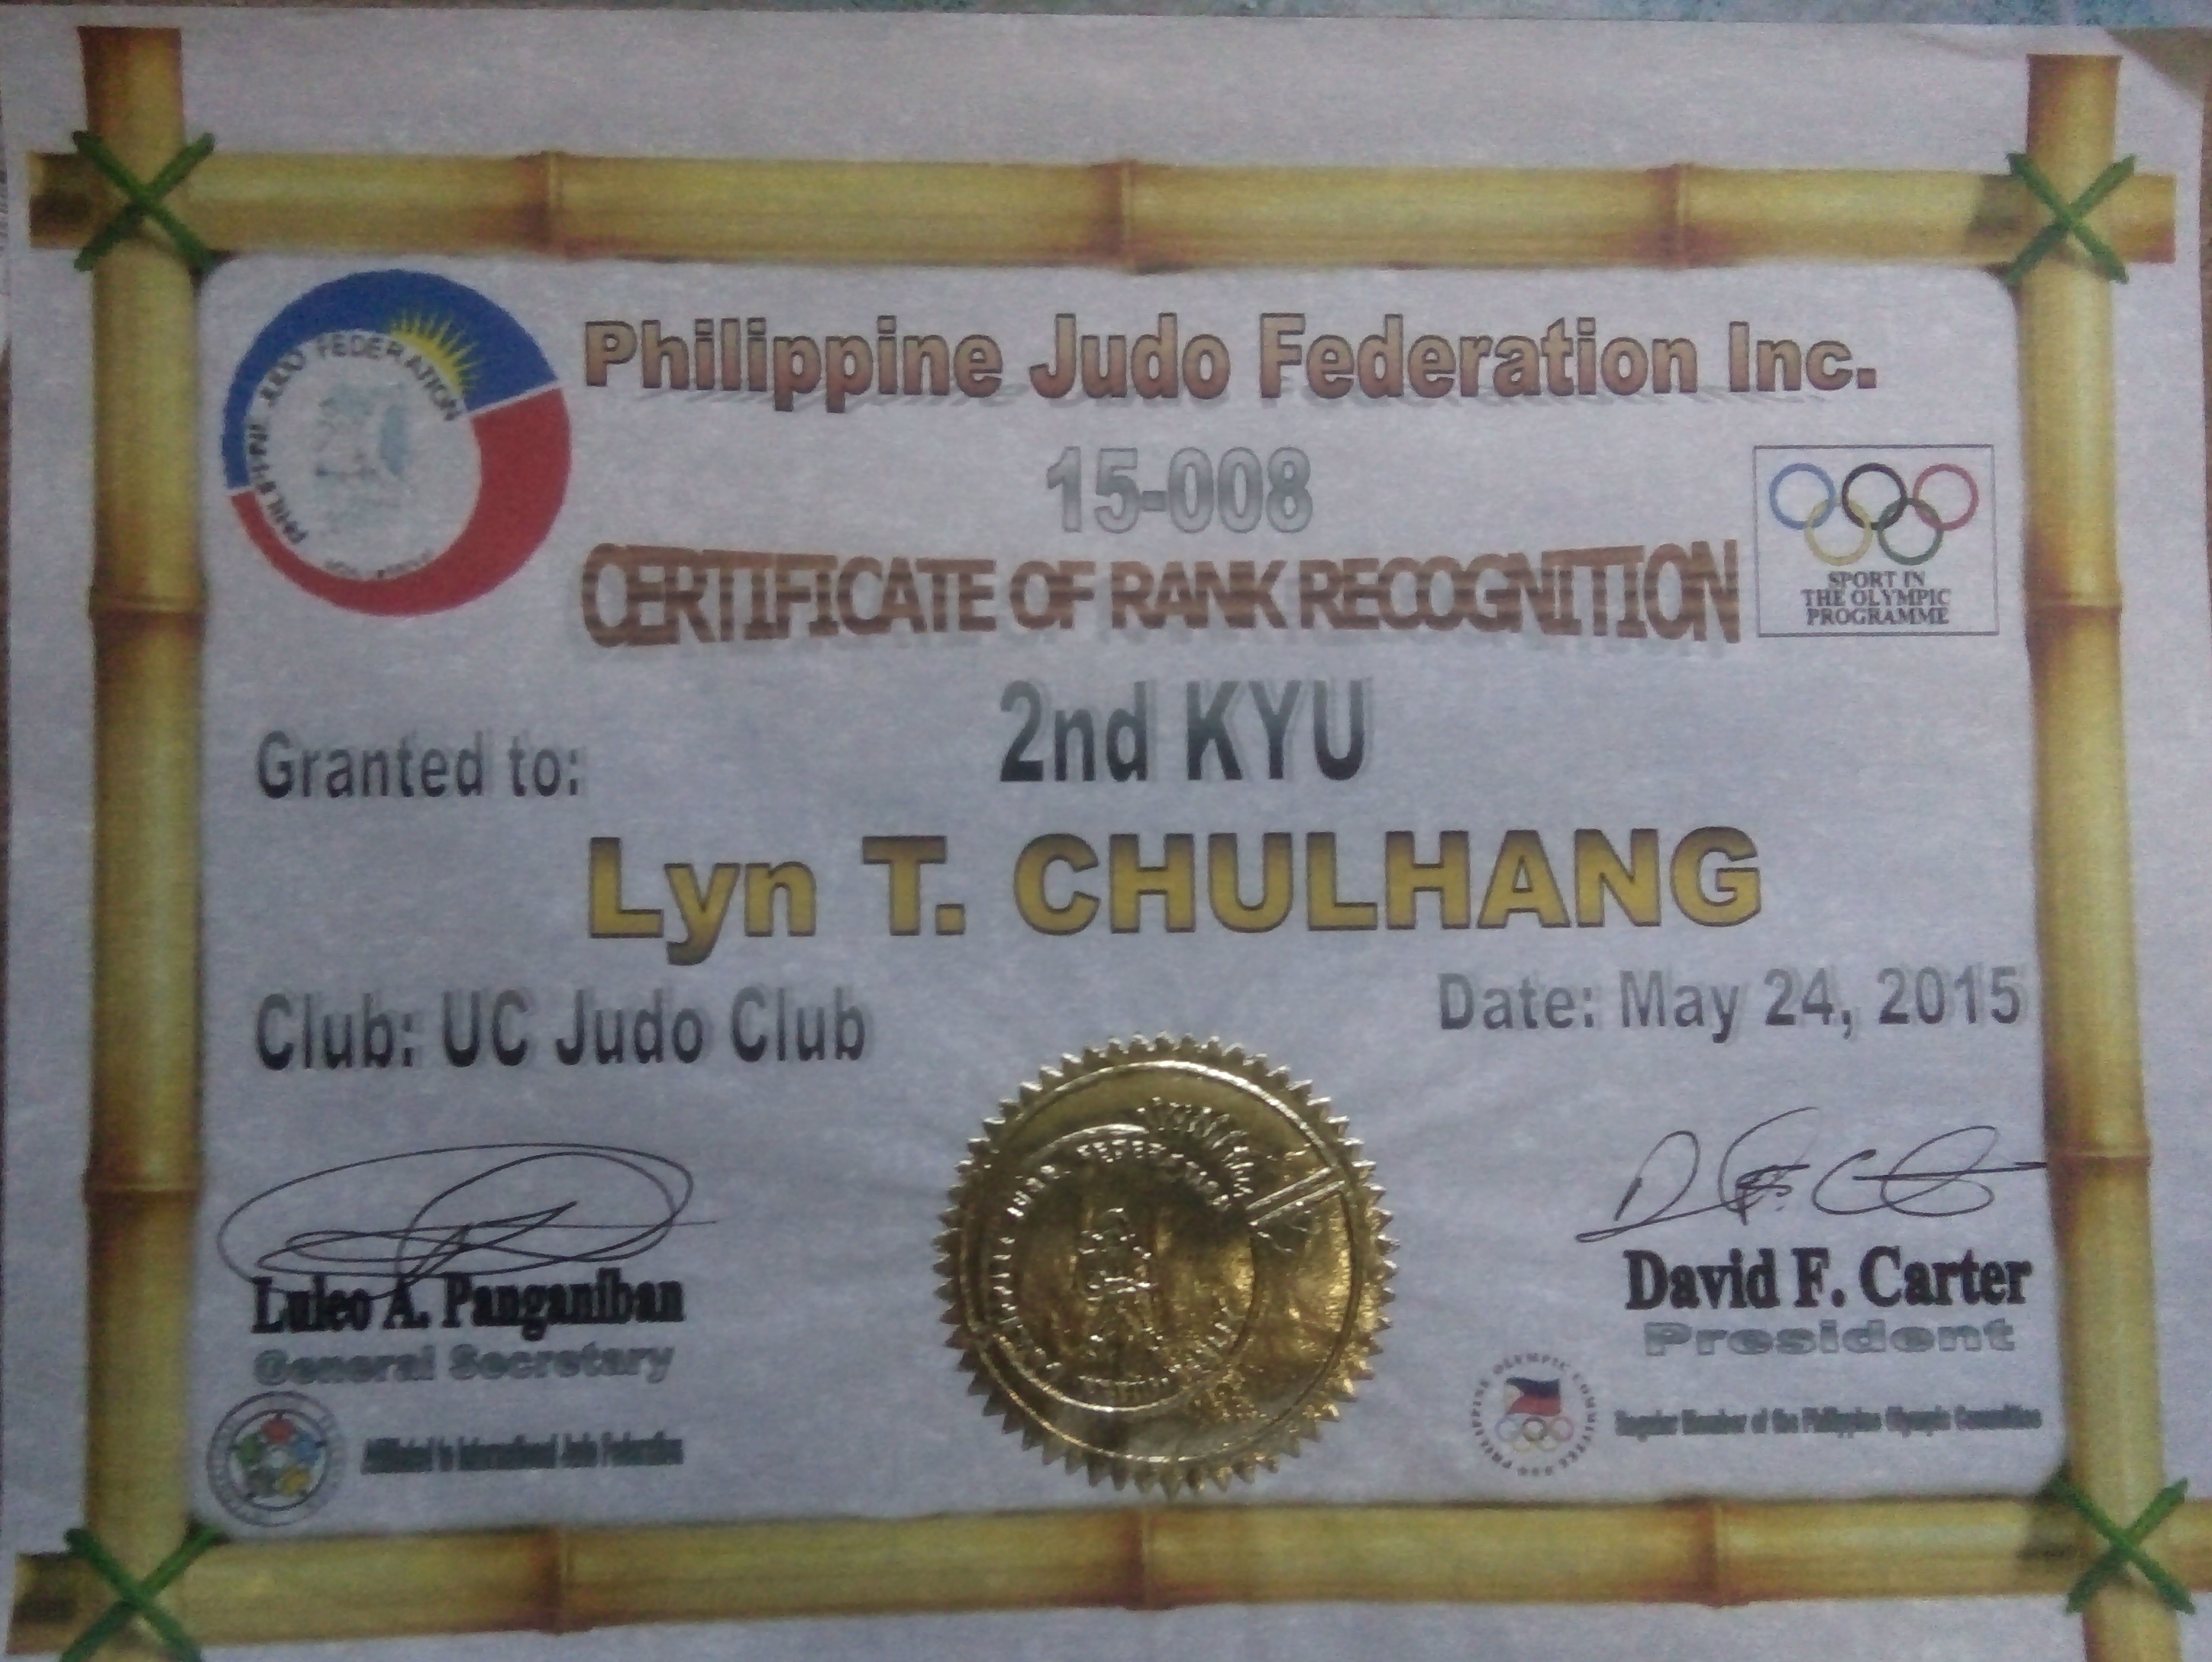 Philippine Judo Federation Inc.
PHILIPPINE JUDO FEDERATION
15-008
CERTIFICATE OF RANK RECOGNITION
SPORT IN
THE OLYMPIC
PROGRAMME
2nd KYU
Granted to:
Lyn T. CHULHANG
Club: UC Judo Club
Date: May 24, 2015
Luleo A. Panganiban
General Secretary
David F. Carter
President
PHILIPPINE OLYMPIC COMMITTEE
Affiliated to International Judo Federation
Regular Member of the Philippine Olympic Committee